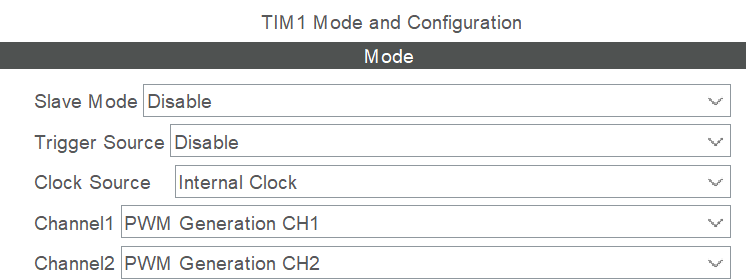 TIM1 Mode and Configuration
Mode
Slave Mode Disable
Trigger Source Disable
Clock Source Internal Clock
Channel1 PWM Generation CH1
Channel2 PWM Generation CH2